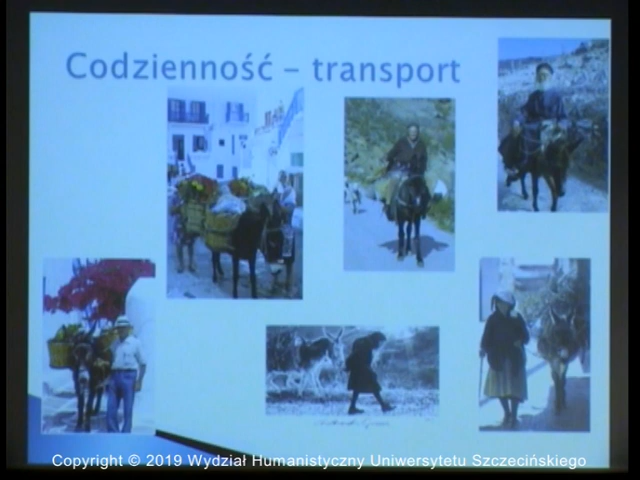 Codzienność – transport
Copyright © 2019 Wydział Humanistyczny Uniwersytetu Szczecińskiego